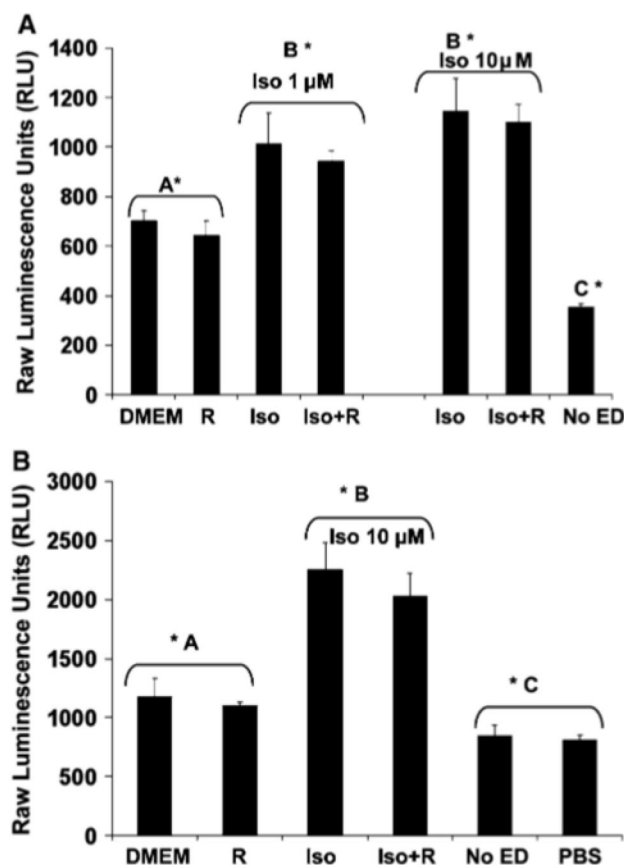 A
Raw Luminescence Units (RLU)
1400
1200
1000
800
600
400
200
0
A*
B *
Iso 1 µM
B *
Iso 10µM
C *
DMEM R Iso Iso+R Iso Iso+R No ED
B
Raw Luminescence Units (RLU)
3000
2500
2000
1500
1000
500
0
* A
* B
Iso 10 µM
* C
DMEM R Iso Iso+R No ED PBS